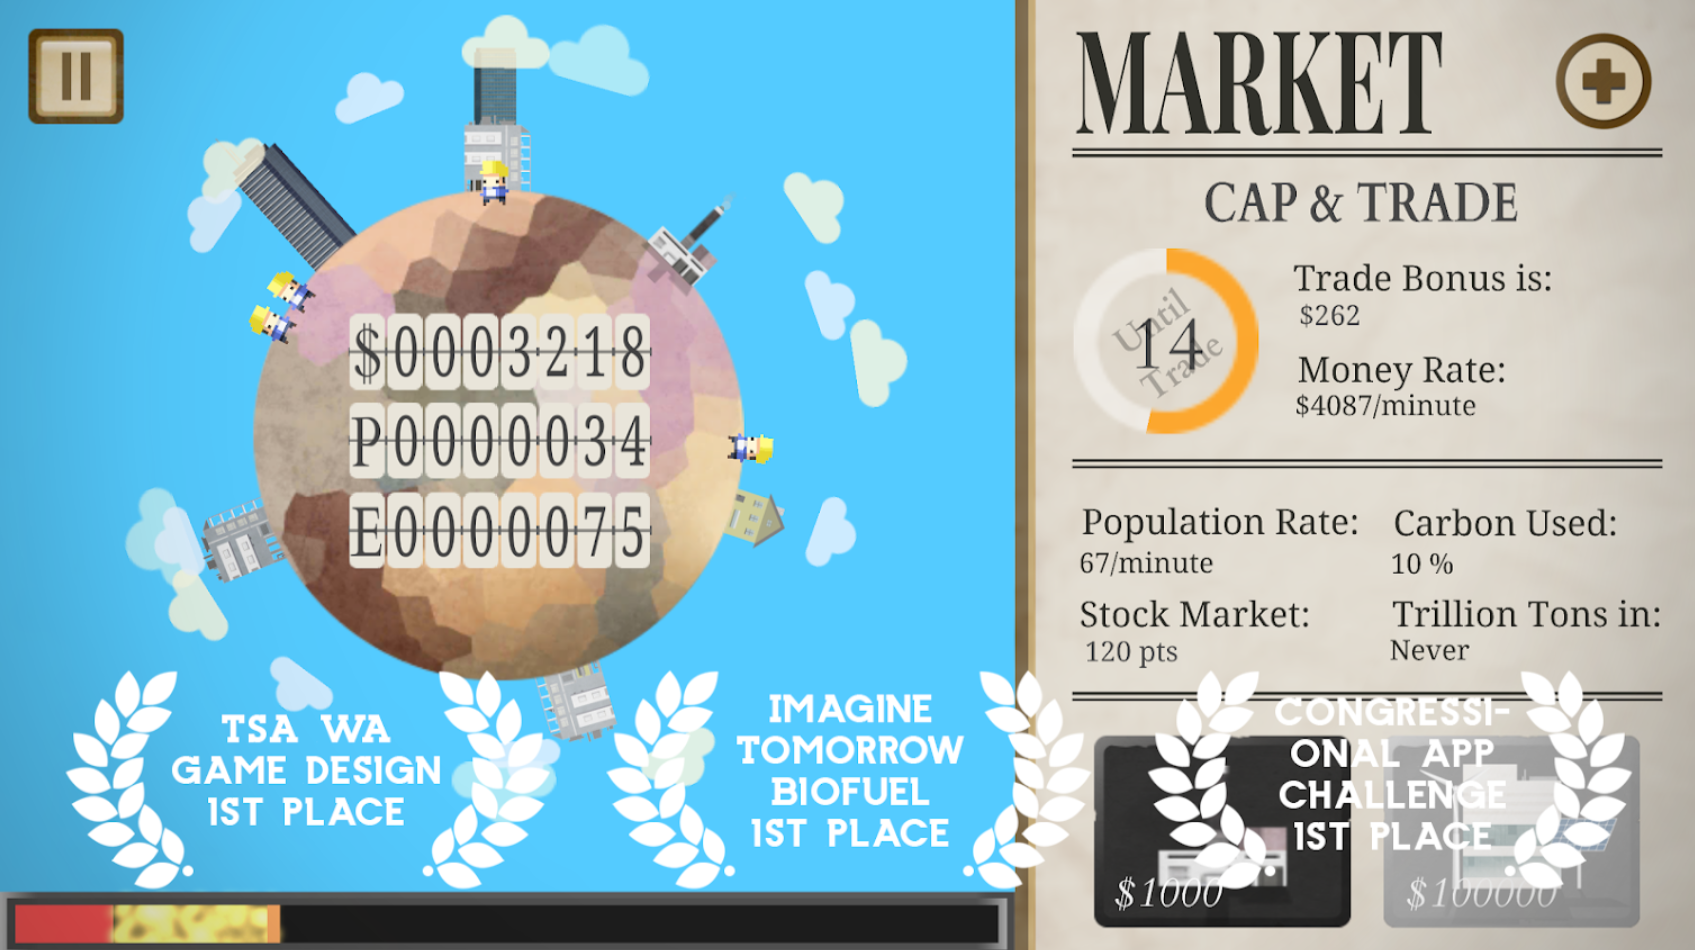 $0003218
P0000034
E0000075
MARKET
CAP & TRADE
Until
14
Trade
Trade Bonus is:
$262
Money Rate:
$4087/minute
Population Rate:
67/minute
Carbon Used:
10 %
Stock Market:
120 pts
Trillion Tons in:
Never
TSA WA
GAME DESIGN
1ST PLACE
IMAGINE
TOMORROW
BIOFUEL
1ST PLACE
CONGRESSI-
ONAL APP
CHALLENGE
1ST PLACE
$1000
$100000